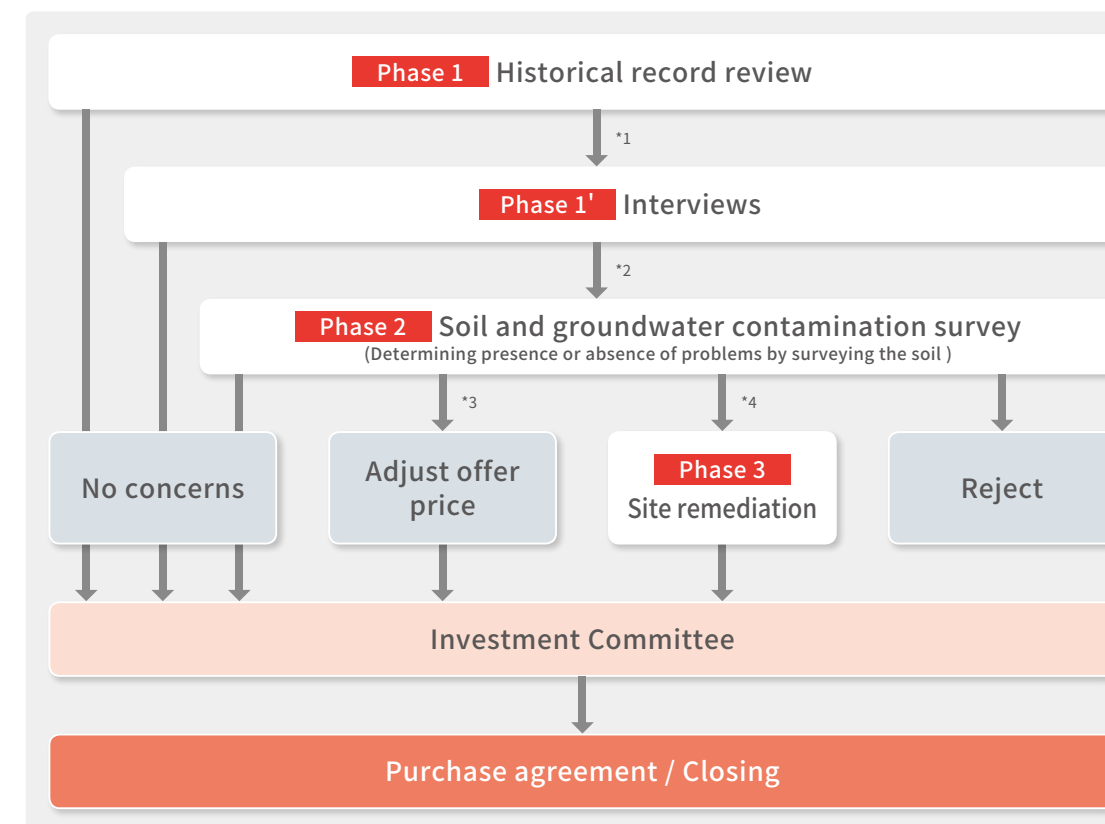 Phase 1 Historical record review
*1
Phase 1' Interviews
*2
Phase 2 Soil and groundwater contamination survey
(Determining presence or absence of problems by surveying the soil )
*3
*4
No concerns
Adjust offer
price
Phase 3
Site remediation
Reject
Investment Committee
Purchase agreement / Closing